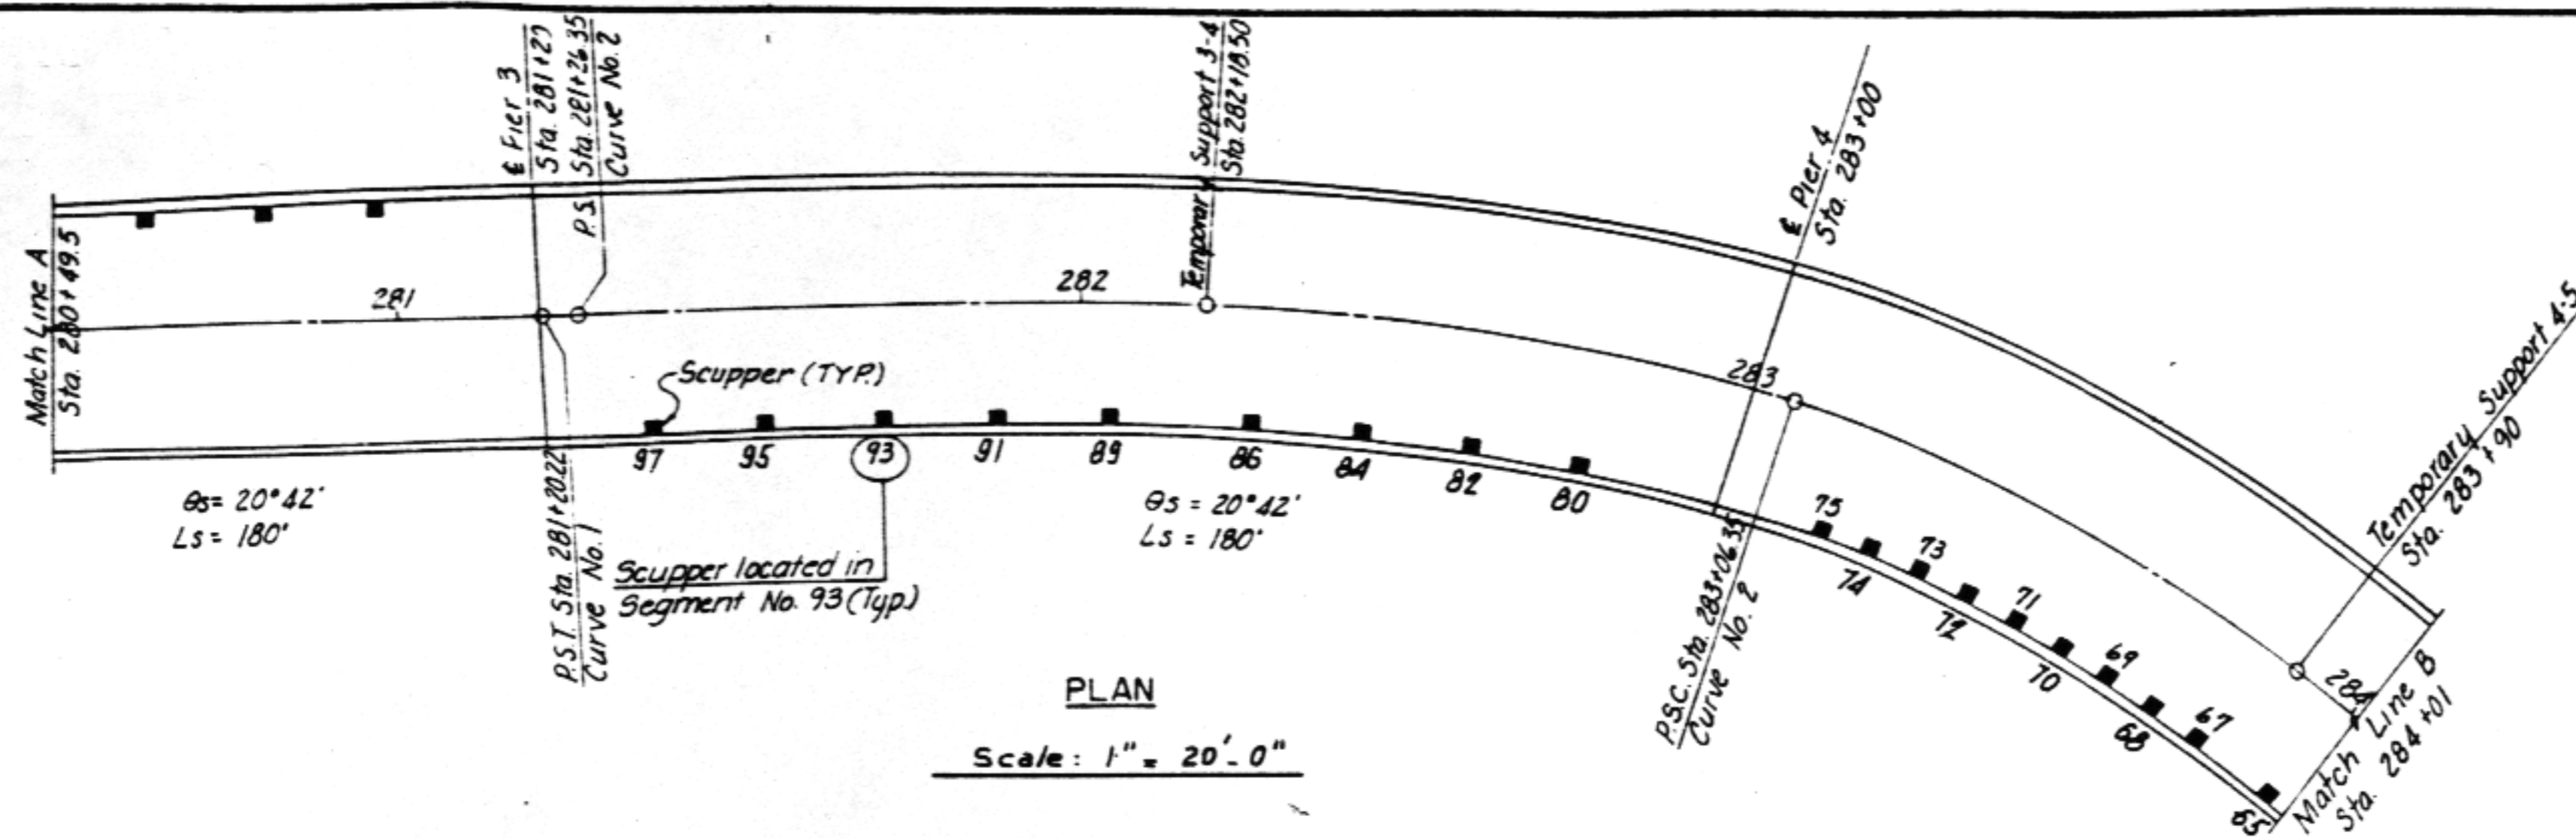 Match Line A
Sta. 280+49.5
℄ Pier 3
Sta. 281+23
P.S. Sta. 281+26.35
Curve No. 2
Temporary Support 3-4
Sta. 282+18.50
℄ Pier 4
Sta. 283+00
Temporary Support 4-5
Sta. 283+90
281
282
283
284
Scupper (TYP.)
97
95
93
91
89
86
84
82
80
75
74
73
72
71
70
69
68
67
65
θs = 20°42'
Ls = 180'
P.S.T. Sta. 281+20.22
Curve No. 1
Scupper located in
Segment No. 93 (Typ.)
θs = 20°42'
Ls = 180'
P.S.C. Sta. 283+06.35
Curve No. 2
Match Line B
Sta. 284+01
PLAN
Scale: 1" = 20'-0"